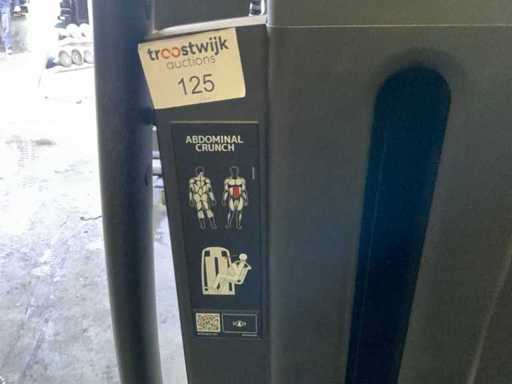 troostwijk
auctions
125
ABDOMINAL
CRUNCH